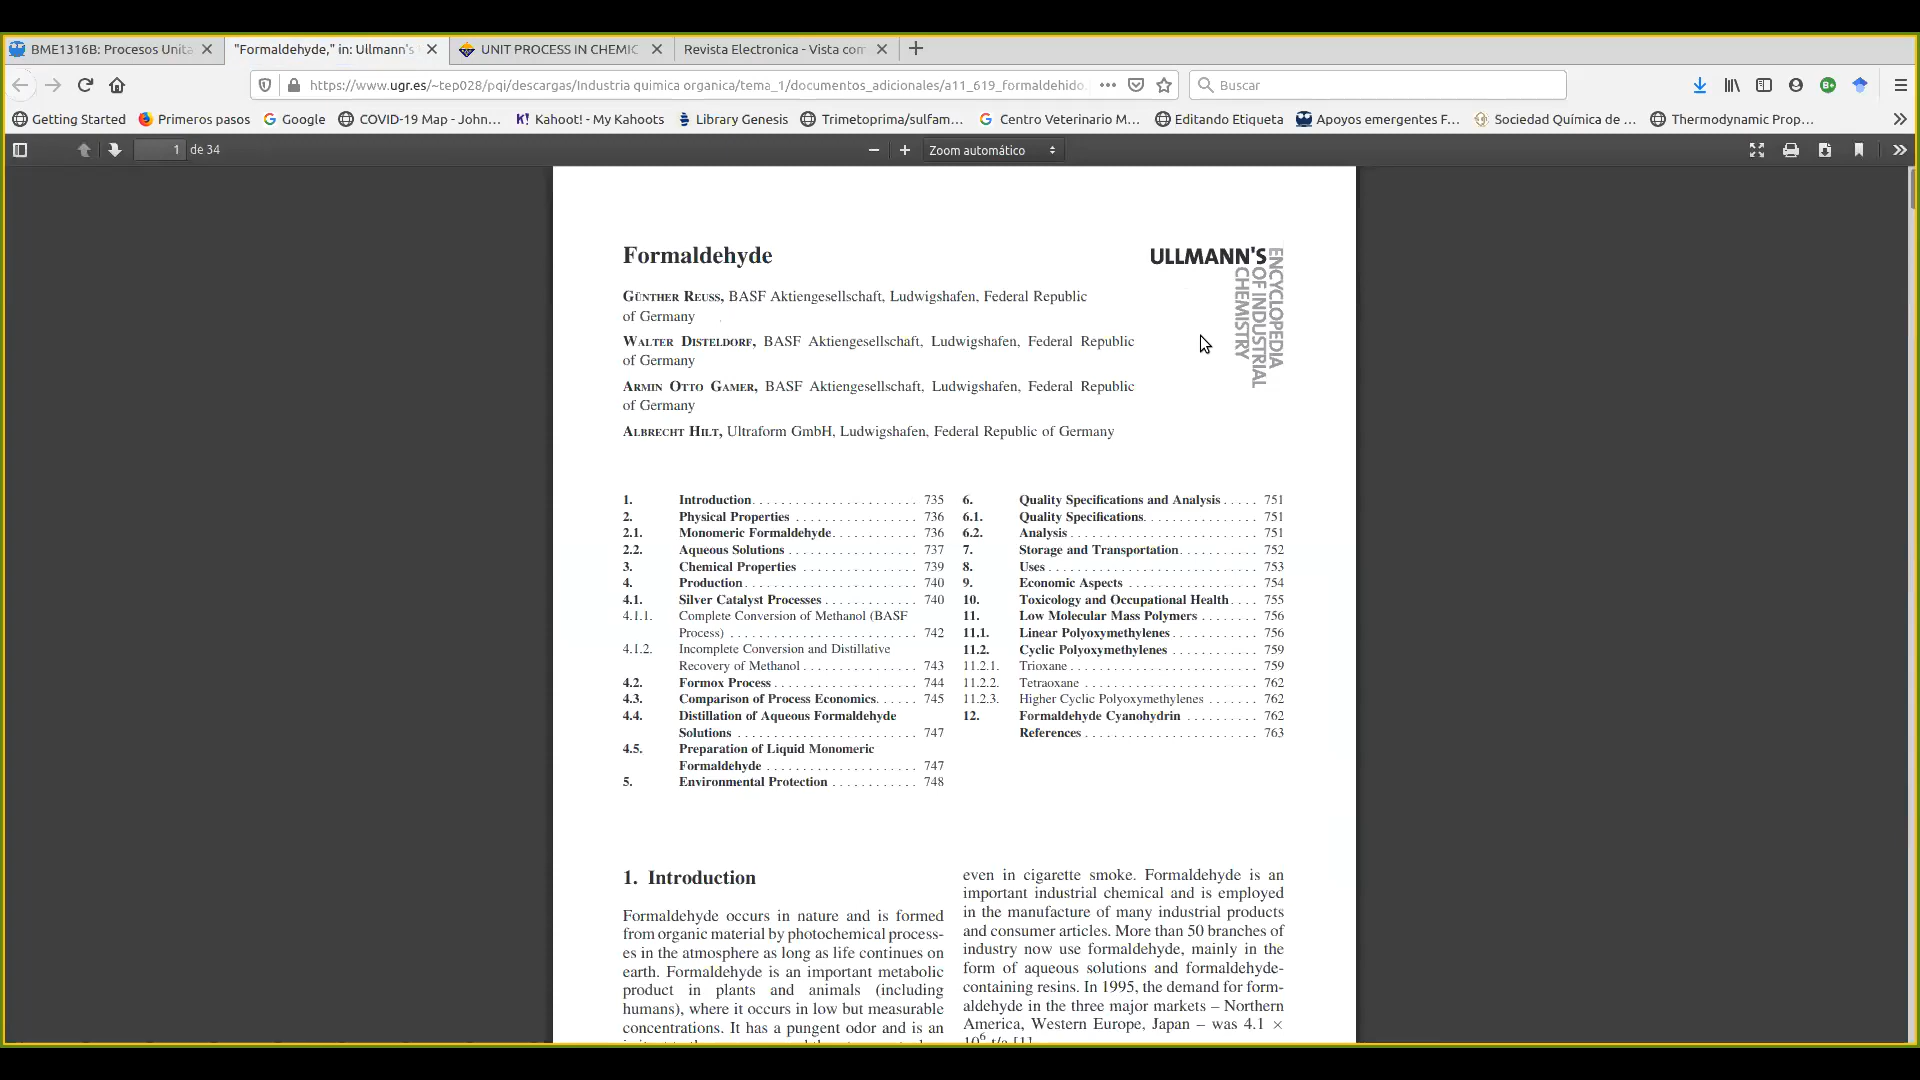 BME1316B: Procesos Unita
"Formaldehyde," in: Ullmann's
UNIT PROCESS IN CHEMIC
Revista Electronica - Vista com
https://www.ugr.es/~tep028/pqi/descargas/Industria quimica organica/tema_1/documentos_adicionales/a11_619_formaldehido.
Buscar
Getting Started
Primeros pasos
Google
COVID-19 Map - John...
Kahoot! - My Kahoots
Library Genesis
Trimetoprima/sulfam...
Centro Veterinario M...
Editando Etiqueta
Apoyos emergentes F...
Sociedad Química de ...
Thermodynamic Prop...
1 de 34
Zoom automático
Formaldehyde
ULLMANN'S
ENCYCLOPEDIA
OF INDUSTRIAL
CHEMISTRY
GÜNTHER REUSS, BASF Aktiengesellschaft, Ludwigshafen, Federal Republic
of Germany
WALTER DISTELDORF, BASF Aktiengesellschaft, Ludwigshafen, Federal Republic
of Germany
ARMIN OTTO GAMER, BASF Aktiengesellschaft, Ludwigshafen, Federal Republic
of Germany
ALBRECHT HILT, Ultraform GmbH, Ludwigshafen, Federal Republic of Germany
1. Introduction. . . . . . . . . . . . . . . . . . . . . . 735
2. Physical Properties . . . . . . . . . . . . . . . . 736
2.1. Monomeric Formaldehyde. . . . . . . . . . . 736
2.2. Aqueous Solutions . . . . . . . . . . . . . . . . . 737
3. Chemical Properties . . . . . . . . . . . . . . . 739
4. Production. . . . . . . . . . . . . . . . . . . . . . . 740
4.1. Silver Catalyst Processes . . . . . . . . . . . . 740
4.1.1. Complete Conversion of Methanol (BASF
Process) . . . . . . . . . . . . . . . . . . . . . . . . . 742
4.1.2. Incomplete Conversion and Distillative
Recovery of Methanol . . . . . . . . . . . . . . . 743
4.2. Formox Process . . . . . . . . . . . . . . . . . . . 744
4.3. Comparison of Process Economics. . . . . . 745
4.4. Distillation of Aqueous Formaldehyde
Solutions . . . . . . . . . . . . . . . . . . . . . . . . 747
4.5. Preparation of Liquid Monomeric
Formaldehyde . . . . . . . . . . . . . . . . . . . . 747
5. Environmental Protection . . . . . . . . . . . 748
6. Quality Specifications and Analysis . . . . . 751
6.1. Quality Specifications. . . . . . . . . . . . . . . 751
6.2. Analysis . . . . . . . . . . . . . . . . . . . . . . . . . 751
7. Storage and Transportation. . . . . . . . . . 752
8. Uses . . . . . . . . . . . . . . . . . . . . . . . . . . . . 753
9. Economic Aspects . . . . . . . . . . . . . . . . . 754
10. Toxicology and Occupational Health. . . . 755
11. Low Molecular Mass Polymers . . . . . . . . 756
11.1. Linear Polyoxymethylenes . . . . . . . . . . . 756
11.2. Cyclic Polyoxymethylenes . . . . . . . . . . . 759
11.2.1. Trioxane . . . . . . . . . . . . . . . . . . . . . . . . . 759
11.2.2. Tetraoxane . . . . . . . . . . . . . . . . . . . . . . . 762
11.2.3. Higher Cyclic Polyoxymethylenes . . . . . . . 762
12. Formaldehyde Cyanohydrin . . . . . . . . . . 762
References . . . . . . . . . . . . . . . . . . . . . . . 763
1. Introduction
Formaldehyde occurs in nature and is formed
from organic material by photochemical process-
es in the atmosphere as long as life continues on
earth. Formaldehyde is an important metabolic
product in plants and animals (including
humans), where it occurs in low but measurable
concentrations. It has a pungent odor and is an
even in cigarette smoke. Formaldehyde is an
important industrial chemical and is employed
in the manufacture of many industrial products
and consumer articles. More than 50 branches of
industry now use formaldehyde, mainly in the
form of aqueous solutions and formaldehyde-
containing resins. In 1995, the demand for form-
aldehyde in the three major markets – Northern
America, Western Europe, Japan – was 4.1 ×
10⁶ t/a [1].